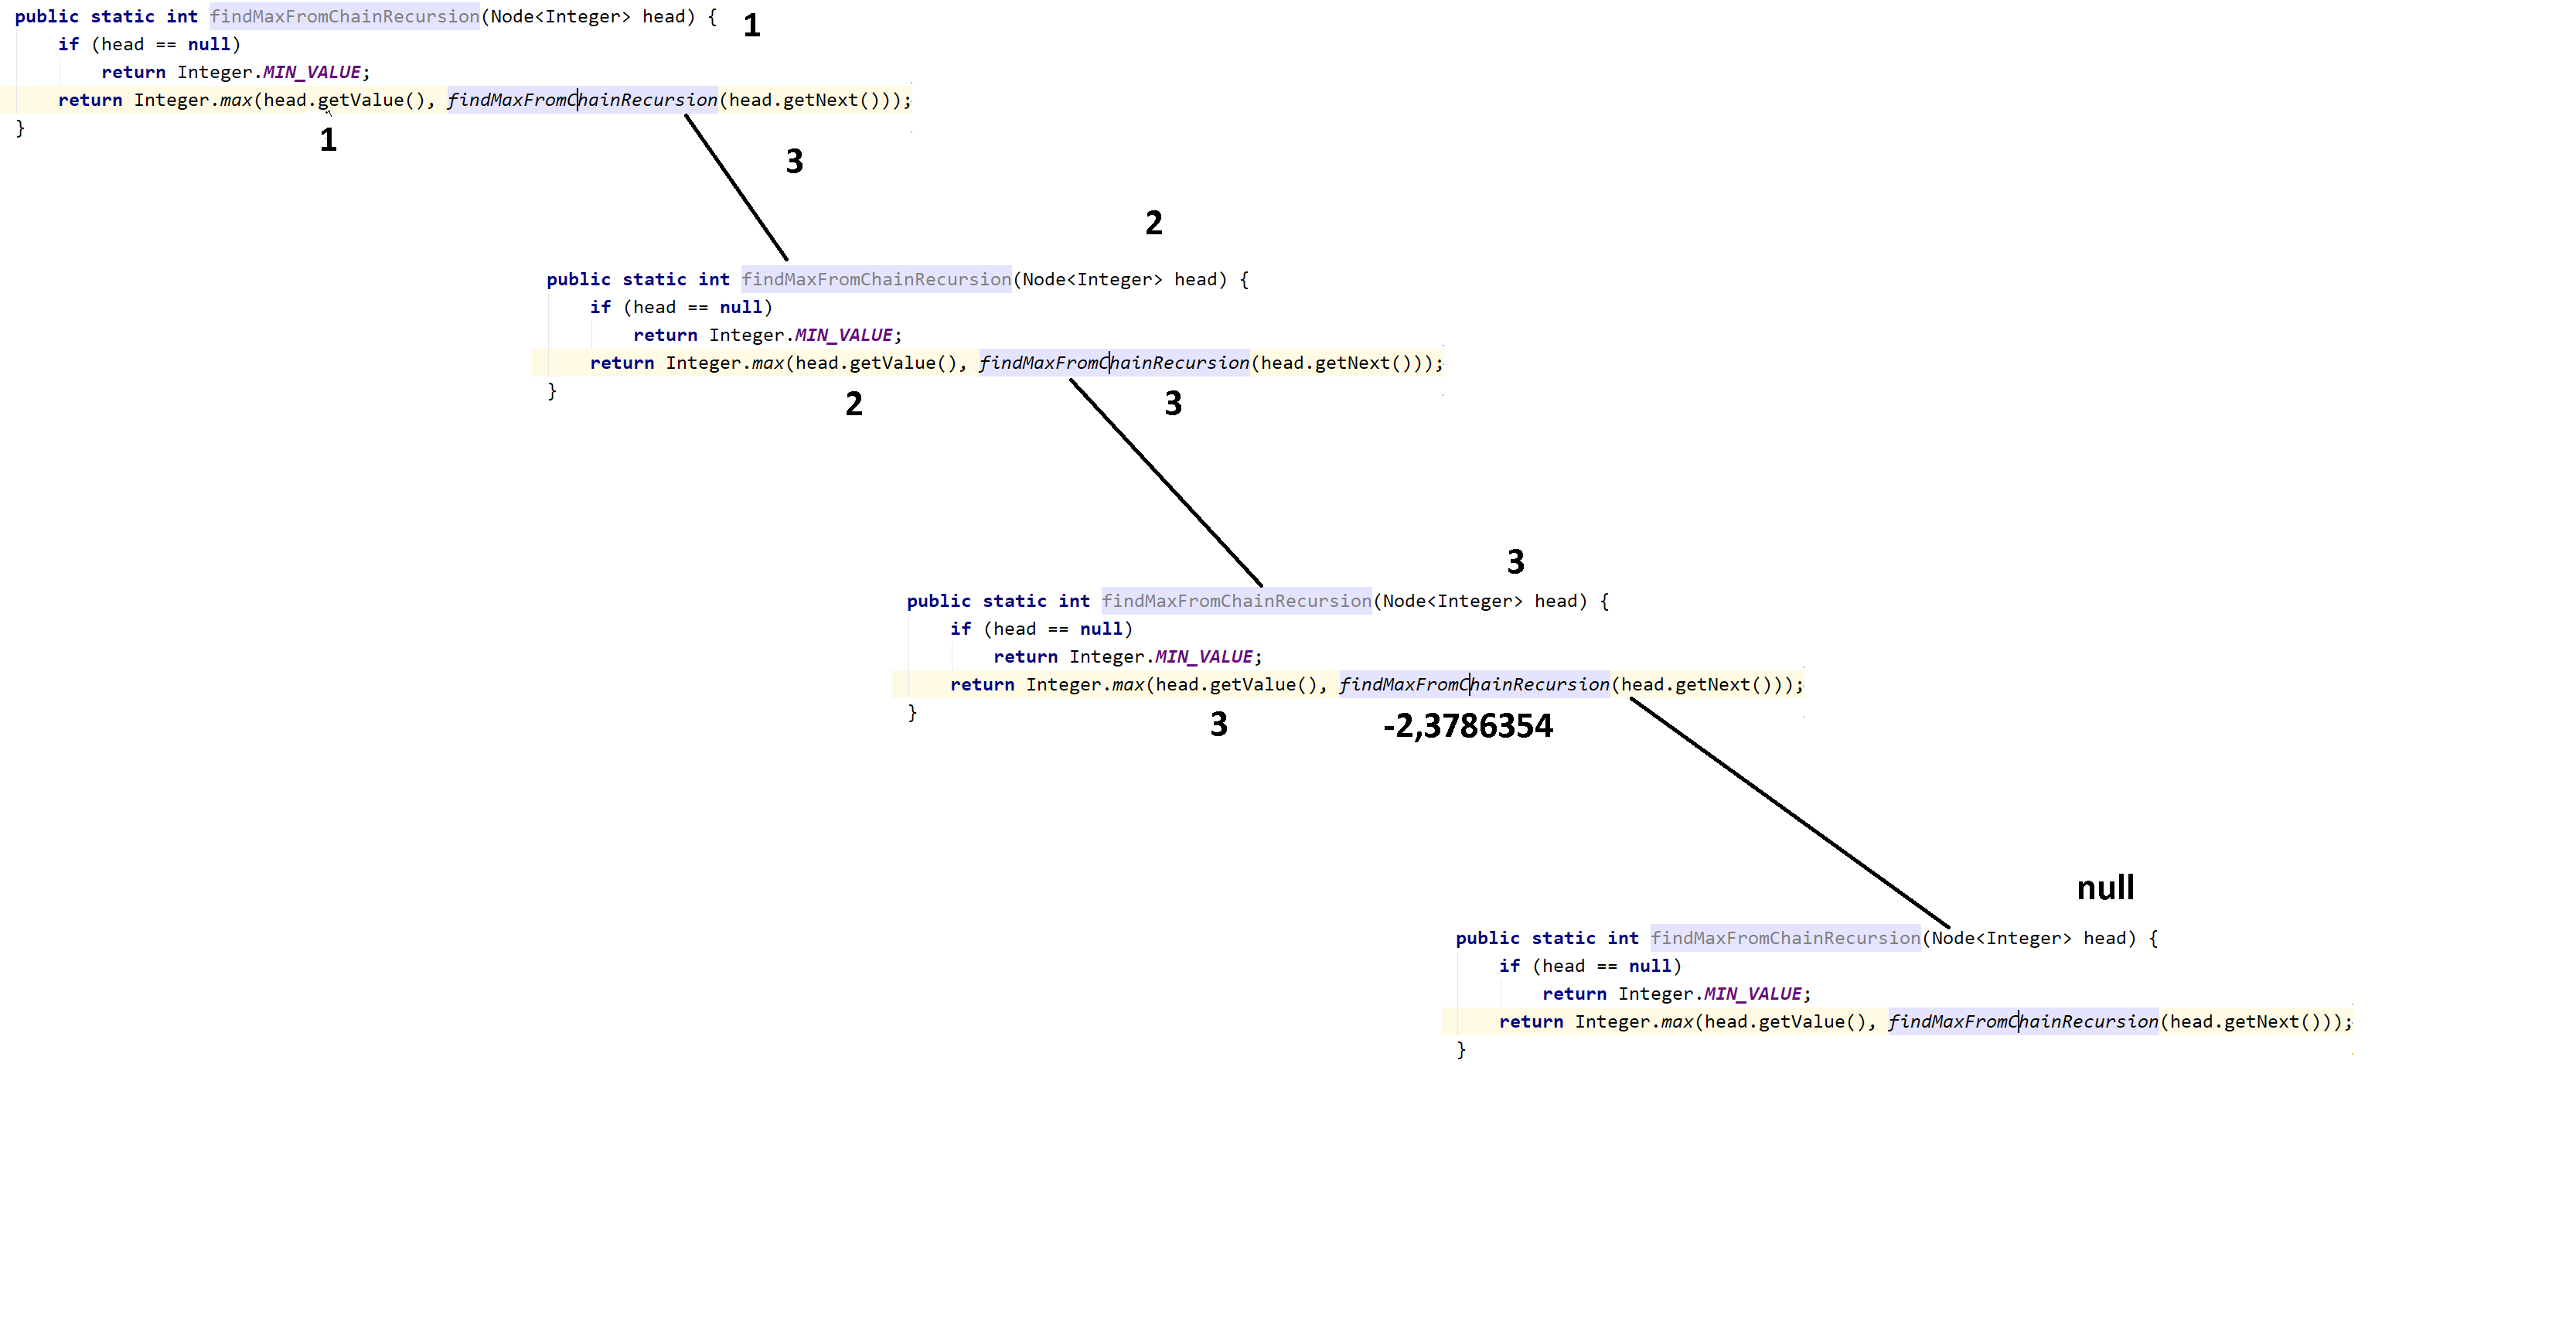 public static int findMaxFromChainRecursion(Node<Integer> head) { 1
if (head == null)
return Integer.MIN_VALUE;
return Integer.max(head.getValue(), findMaxFromChainRecursion(head.getNext()));
}
1
3
2
public static int findMaxFromChainRecursion(Node<Integer> head) {
if (head == null)
return Integer.MIN_VALUE;
return Integer.max(head.getValue(), findMaxFromChainRecursion(head.getNext()));
}
2 3
3
public static int findMaxFromChainRecursion(Node<Integer> head) {
if (head == null)
return Integer.MIN_VALUE;
return Integer.max(head.getValue(), findMaxFromChainRecursion(head.getNext()));
}
3 -2,3786354
null
public static int findMaxFromChainRecursion(Node<Integer> head) {
if (head == null)
return Integer.MIN_VALUE;
return Integer.max(head.getValue(), findMaxFromChainRecursion(head.getNext()));
}